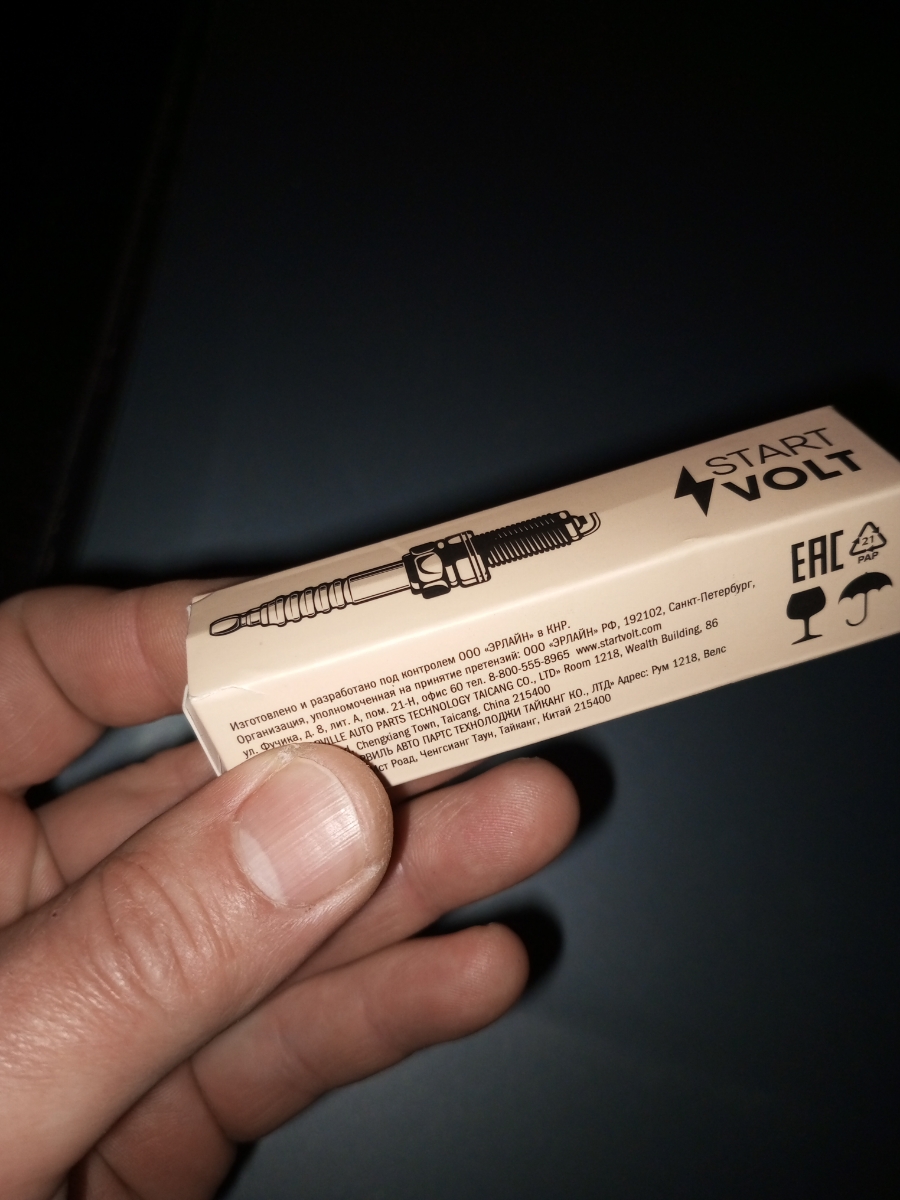 START
VOLT
EAC
21
PAP
Изготовлено и разработано под контролем ООО «ЭРЛАЙН» в КНР.
Организация, уполномоченная на принятие претензий: ООО «ЭРЛАЙН» РФ, 192102, Санкт-Петербург,
ул. Фучика, д. 8, лит. А, пом. 21-Н, офис 60 тел. 8-800-555-8965 www.startvolt.com
VILLE AUTO PARTS TECHNOLOGY TAICANG CO., LTD» Room 1218, Wealth Building, 86
Chengxiang Town, Taicang, China 215400
АВТО ПАРТС ТЕХНОЛОДЖИ ТАЙКАНГ КО., ЛТД» Адрес: Рум 1218, Велс
Роад, Ченгсианг Таун, Тайканг, Китай 215400